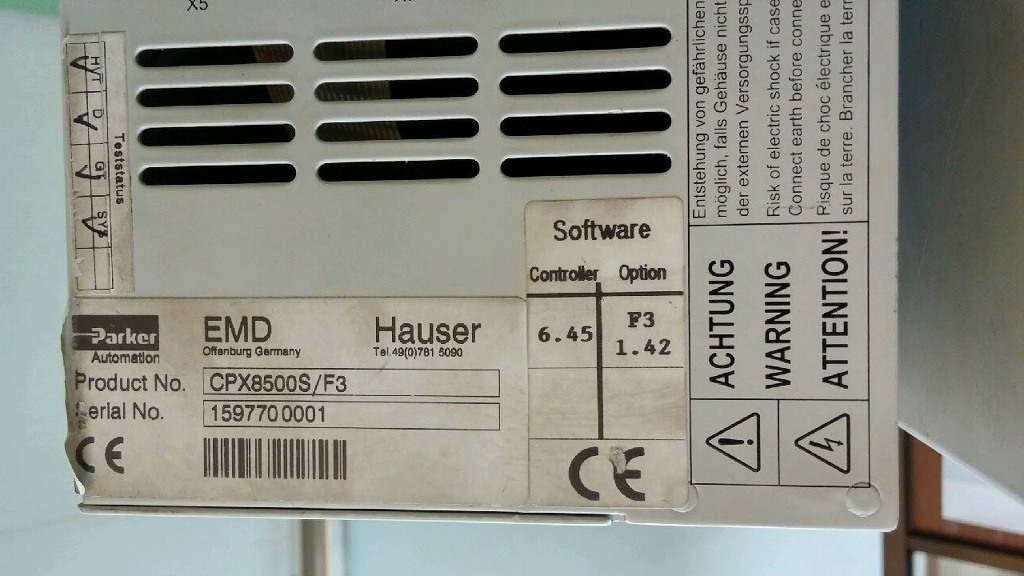 X5
HVT
D
GT
SYS
Teststatus
Parker
Automation
EMD
Offenburg Germany
Hauser
Tel.49(0)781 5090
Product No.
CPX8500S/F3
Serial No.
1597700001
CE
Software
Controller Option
6.45
F3
1.42
CE
Entstehung von gefährlichen
möglich, falls Gehäuse nicht
der externen Versorgungssp
Risk of electric shock if case
Connect earth before conne
Risque de choc électrique e
sur la terre. Brancher la terr
ACHTUNG
WARNING
ATTENTION!